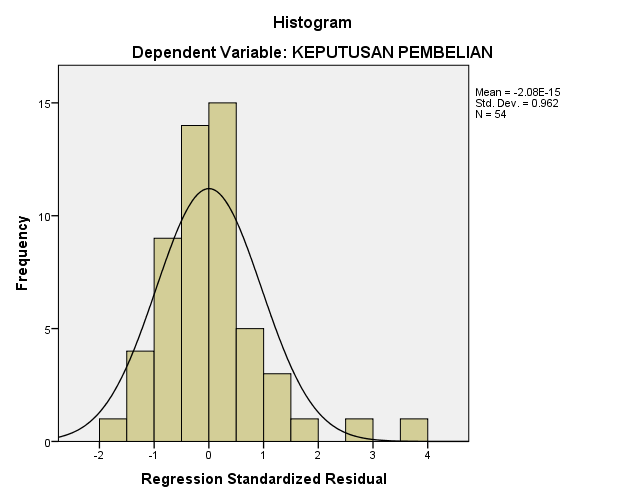 Histogram
Dependent Variable: KEPUTUSAN PEMBELIAN
Mean = -2.08E-15
Std. Dev. = 0.962
N = 54
Frequency
15
10
5
0
-2 -1 0 1 2 3 4
Regression Standardized Residual